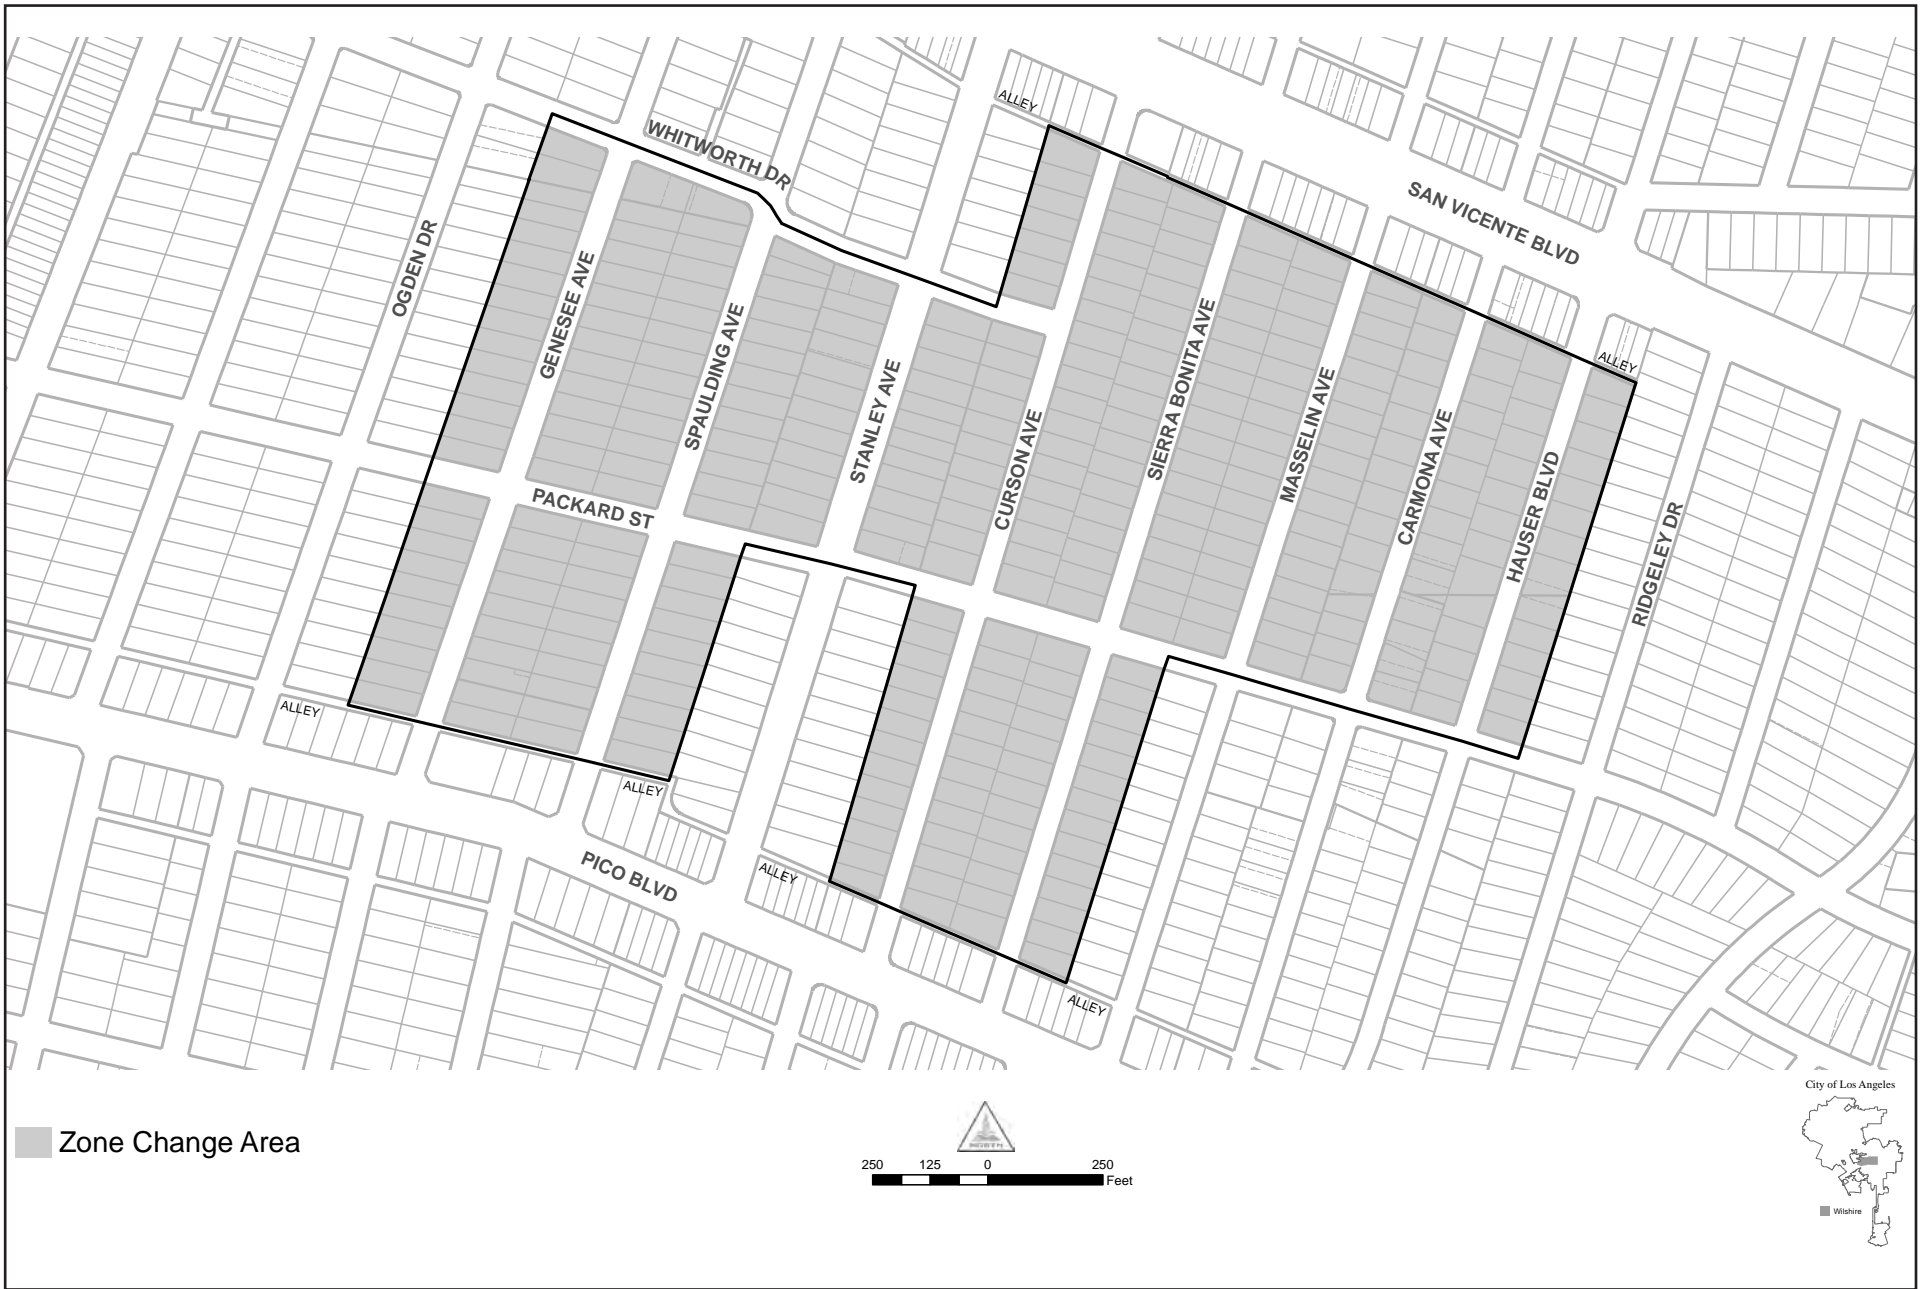 ALLEY
WHITWORTH DR
SAN VICENTE BLVD
OGDEN DR
GENESEE AVE
SPAULDING AVE
STANLEY AVE
CURSON AVE
SIERRA BONITA AVE
MASSELIN AVE
CARMONA AVE
HAUSER BLVD
ALLEY
RIDGELEY DR
PACKARD ST
ALLEY
ALLEY
PICO BLVD
ALLEY
ALLEY
City of Los Angeles
Zone Change Area
NORTH
250 125 0 250
Feet
Wilshire